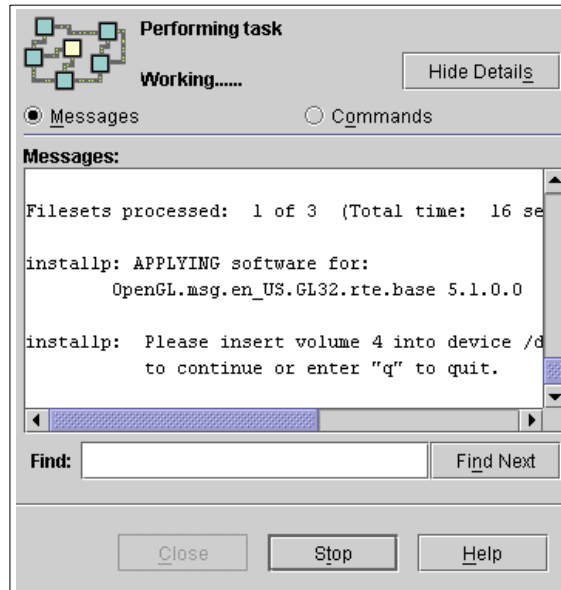 Performing task
Working......
Hide Details
Messages
Commands
Messages:
Filesets processed:  1 of 3  (Total time:  16 se
installp: APPLYING software for:
OpenGL.msg.en_US.GL32.rte.base 5.1.0.0
installp:  Please insert volume 4 into device /d
to continue or enter "q" to quit.
Find:
Find Next
Close
Stop
Help